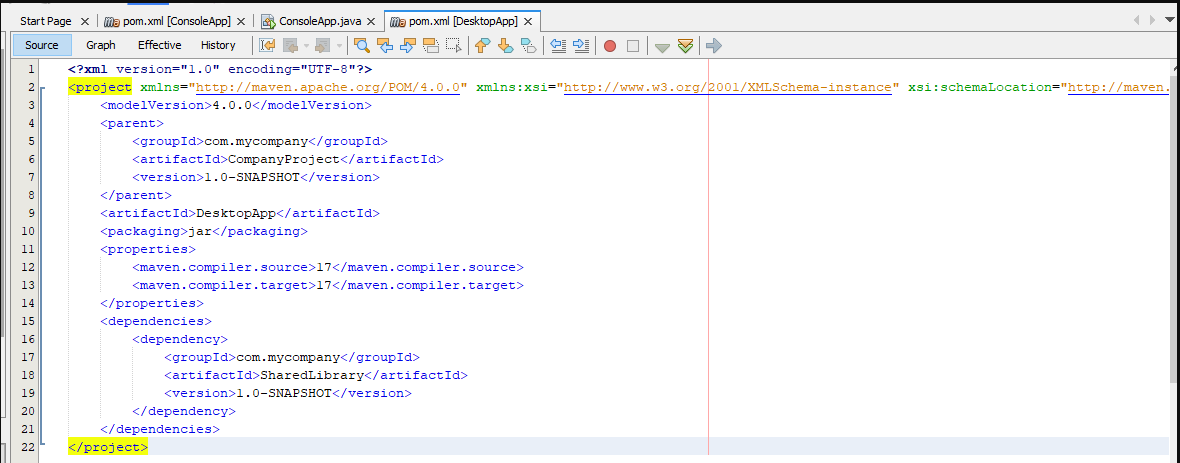 Start Page pom.xml [ConsoleApp] ConsoleApp.java pom.xml [DesktopApp]
Source Graph Effective History
1 <?xml version="1.0" encoding="UTF-8"?>
2 <project xmlns="http://maven.apache.org/POM/4.0.0" xmlns:xsi="http://www.w3.org/2001/XMLSchema-instance" xsi:schemaLocation="http://maven.
3 <modelVersion>4.0.0</modelVersion>
4 <parent>
5 <groupId>com.mycompany</groupId>
6 <artifactId>CompanyProject</artifactId>
7 <version>1.0-SNAPSHOT</version>
8 </parent>
9 <artifactId>DesktopApp</artifactId>
10 <packaging>jar</packaging>
11 <properties>
12 <maven.compiler.source>17</maven.compiler.source>
13 <maven.compiler.target>17</maven.compiler.target>
14 </properties>
15 <dependencies>
16 <dependency>
17 <groupId>com.mycompany</groupId>
18 <artifactId>SharedLibrary</artifactId>
19 <version>1.0-SNAPSHOT</version>
20 </dependency>
21 </dependencies>
22 </project>